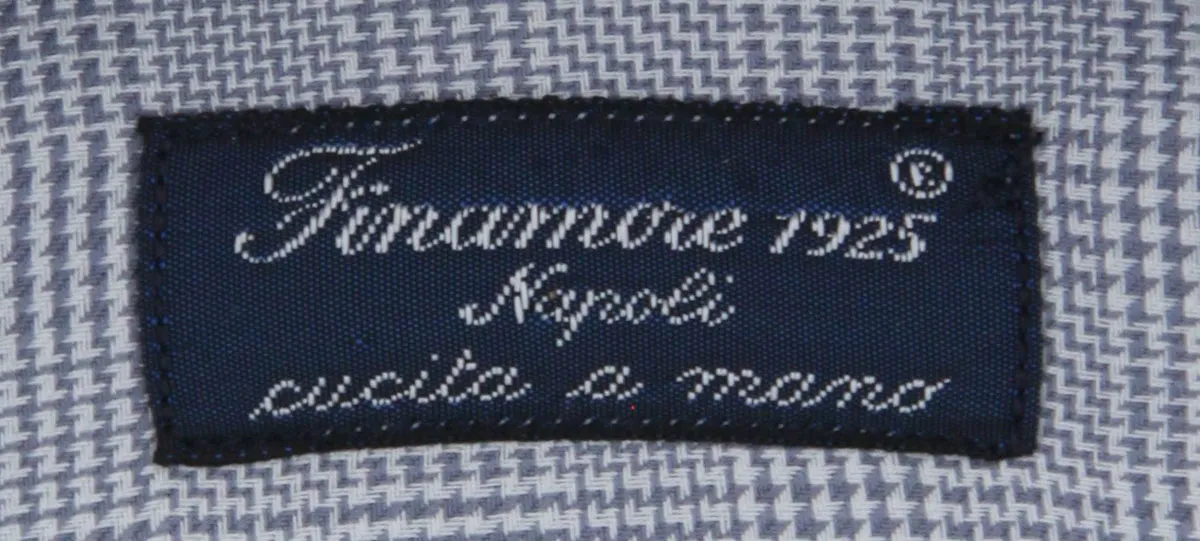 Finamore 1925®
Napoli
cucito a mano